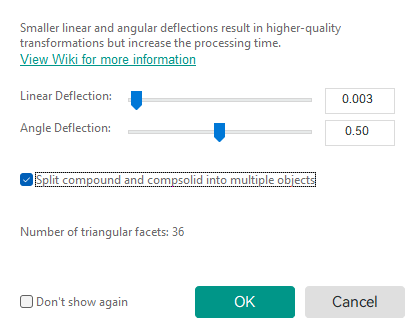 Smaller linear and angular deflections result in higher-quality
transformations but increase the processing time.
View Wiki for more information
Linear Deflection: 0.003
Angle Deflection: 0.50
Split compound and compsolid into multiple objects
Number of triangular facets: 36
Don't show again OK Cancel